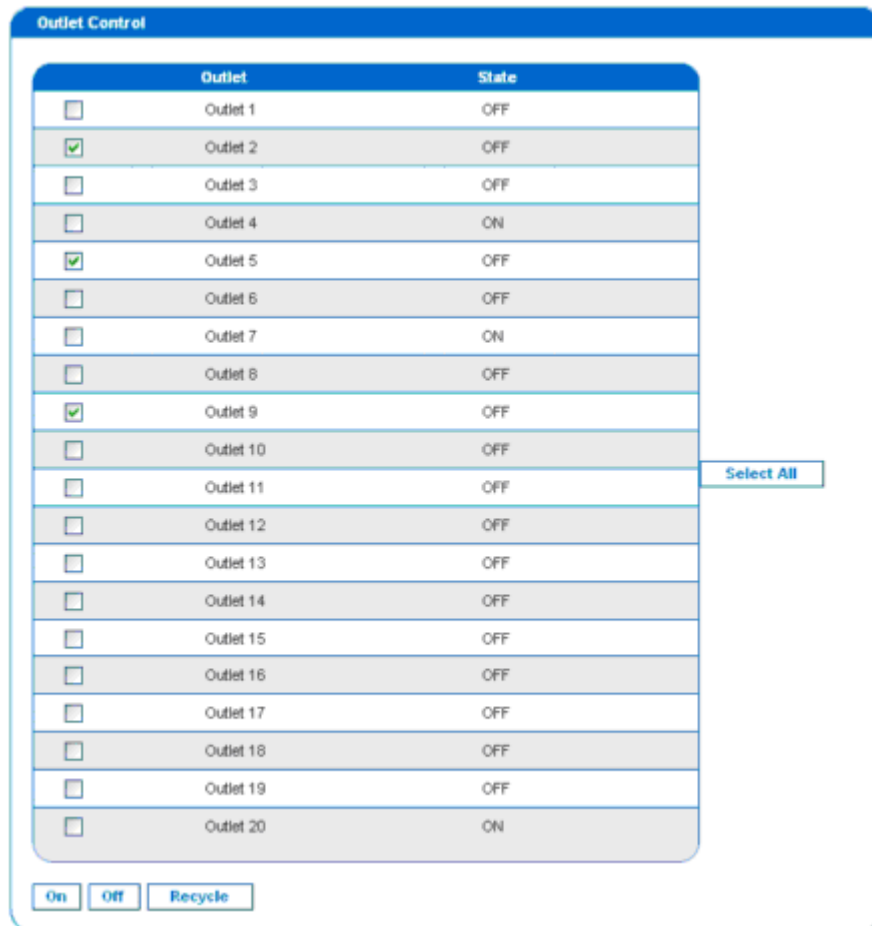 Outlet Control
Outlet State
Outlet 1 OFF
Outlet 2 OFF
Outlet 3 OFF
Outlet 4 ON
Outlet 5 OFF
Outlet 6 OFF
Outlet 7 ON
Outlet 8 OFF
Outlet 9 OFF
Outlet 10 OFF
Outlet 11 OFF
Select All
Outlet 12 OFF
Outlet 13 OFF
Outlet 14 OFF
Outlet 15 OFF
Outlet 16 OFF
Outlet 17 OFF
Outlet 18 OFF
Outlet 19 OFF
Outlet 20 ON
On Off Recycle